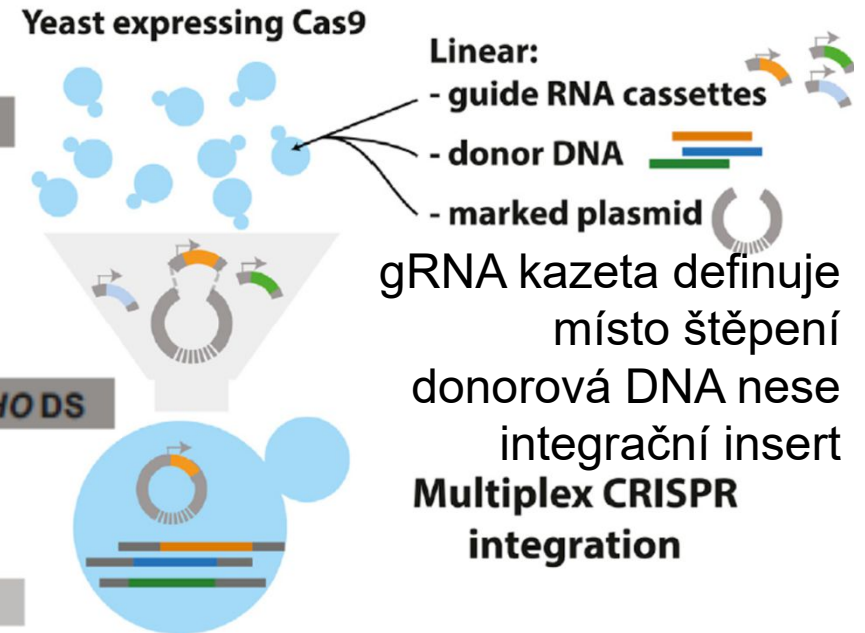 Yeast expressing Cas9
Linear:
- guide RNA cassettes
- donor DNA
- marked plasmid
gRNA kazeta definuje
místo štěpení
donorová DNA nese
integrační insert
DS
Multiplex CRISPR
integration